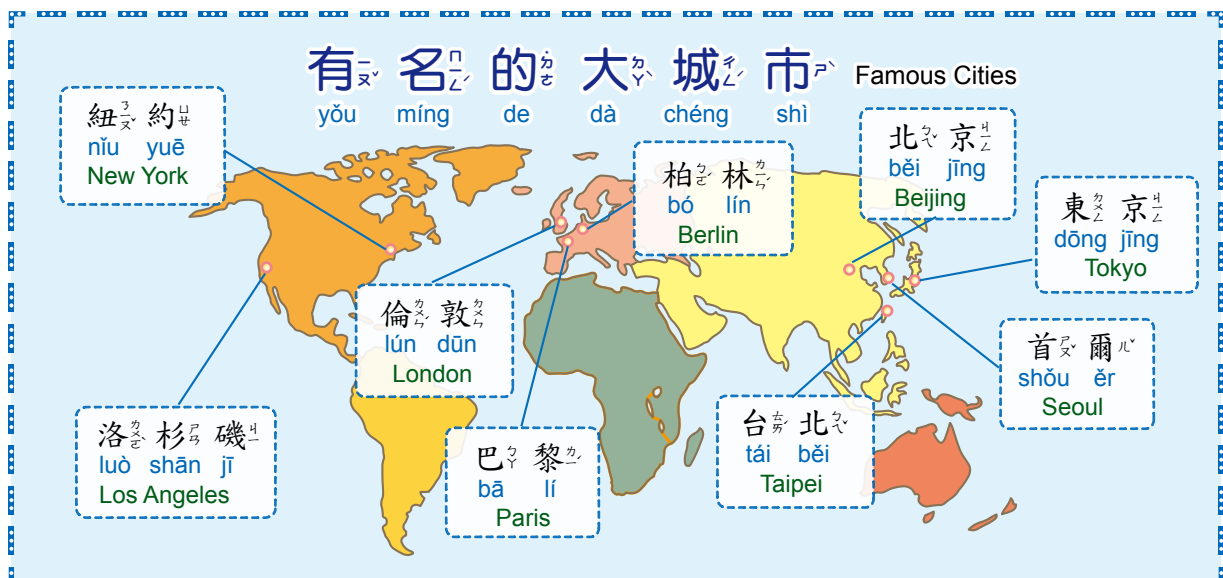 有ㄧㄡˇ 名ㄇㄧㄥˊ 的˙ㄉㄜ 大ㄉㄚˋ 城ㄔㄥˊ 市ㄕˋ Famous Cities
yǒu míng de dà chéng shì
紐ㄋㄧㄡˇ 約ㄩㄝ
nǐu yuē
New York
北ㄅㄟˇ 京ㄐㄧㄥ
běi jīng
Beijing
柏ㄅㄛˊ 林ㄌㄧㄣˊ
bó lín
Berlin
東ㄉㄨㄥ 京ㄐㄧㄥ
dōng jīng
Tokyo
倫ㄌㄨㄣˊ 敦ㄉㄨㄣ
lún dūn
London
首ㄕㄡˇ 爾ㄦˇ
shǒu ěr
Seoul
洛ㄌㄨㄛˋ 杉ㄕㄢ 磯ㄐㄧ
luò shān jī
Los Angeles
巴ㄅㄚ 黎ㄌㄧˊ
bā lí
Paris
台ㄊㄞˊ 北ㄅㄟˇ
tái běi
Taipei